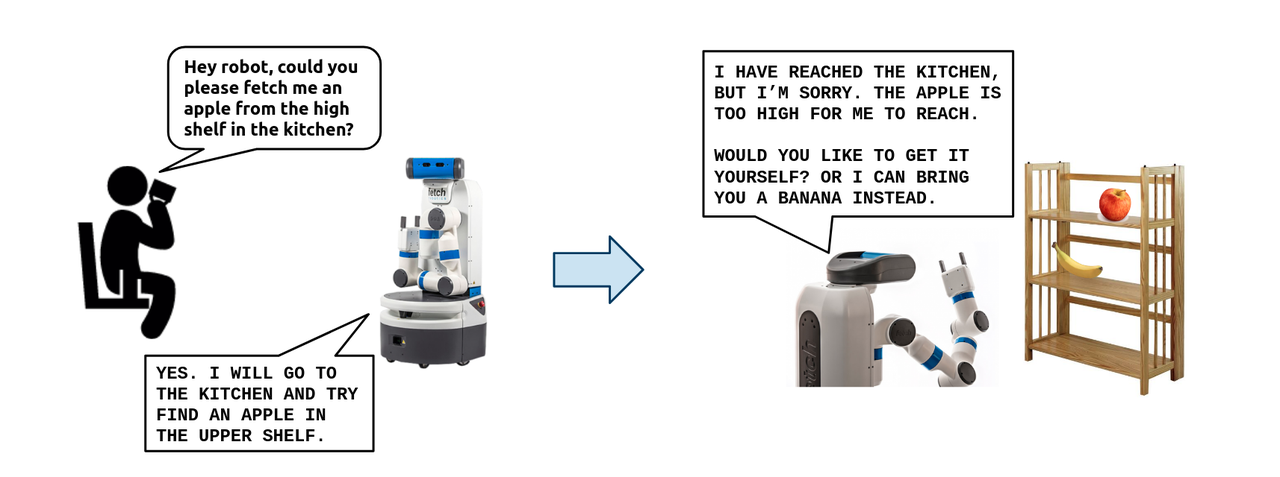 Hey robot, could you
please fetch me an
apple from the high
shelf in the kitchen?
fetch
YES. I WILL GO TO
THE KITCHEN AND TRY
FIND AN APPLE IN
THE UPPER SHELF.
I HAVE REACHED THE KITCHEN,
BUT I’M SORRY. THE APPLE IS
TOO HIGH FOR ME TO REACH.
WOULD YOU LIKE TO GET IT
YOURSELF? OR I CAN BRING
YOU A BANANA INSTEAD.